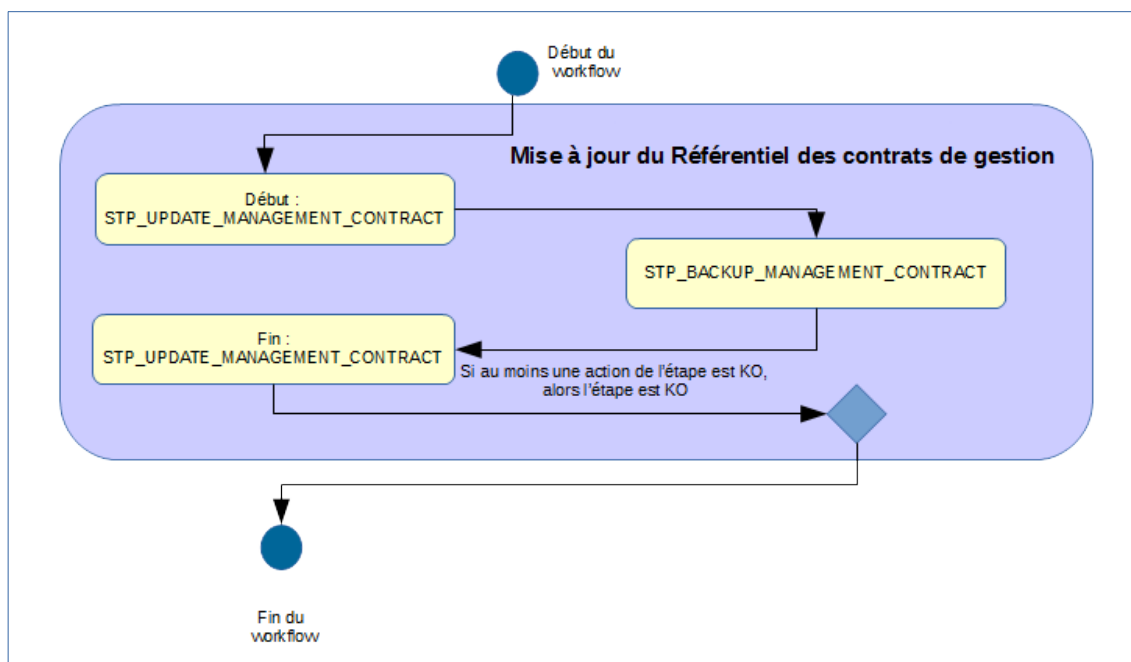 Début du
workflow
Mise à jour du Référentiel des contrats de gestion
Début :
STP_UPDATE_MANAGEMENT_CONTRACT
STP_BACKUP_MANAGEMENT_CONTRACT
Fin :
STP_UPDATE_MANAGEMENT_CONTRACT
Si au moins une action de l'étape est KO,
alors l'étape est KO
Fin du
workflow